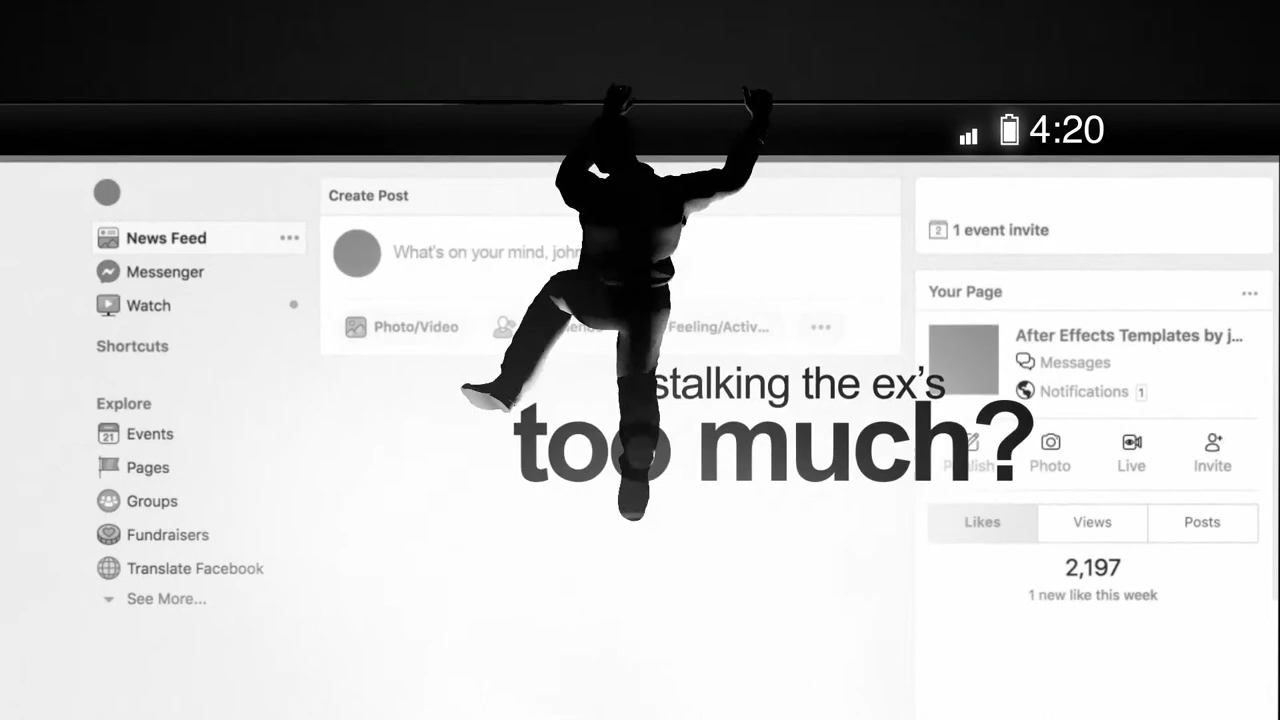 4:20
Create Post
News Feed
What's on your mind, john
1 event invite
Messenger
Your Page
Watch
Photo/Video
Feeling/Activ...
After Effects Templates by j...
Shortcuts
Messages
stalking the ex's
Notifications 1
Explore
too much?
21 Events
Pages
Photo
Live
Invite
Groups
Likes
Views
Posts
Fundraisers
Translate Facebook
2,197
See More...
1 new like this week